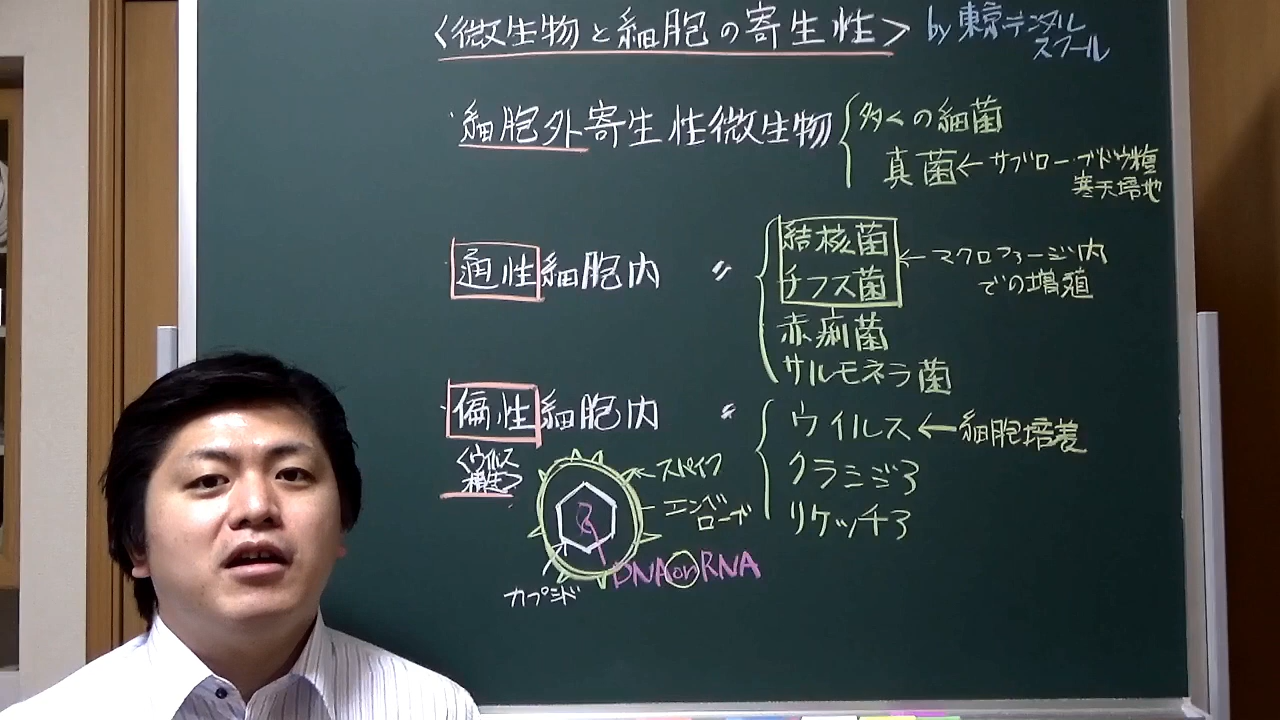 <微生物と細胞の寄生性> by 東京デンタル
スクール
・細胞外寄生性微生物 多くの細菌
真菌←サブロー・ブドウ糖
寒天培地
・通性細胞内 〃 結核菌
チフス菌
←マクロファージ内
での増殖
赤痢菌
サルモネラ菌
・偏性細胞内 〃 ウイルス←細胞培養
クラミジア
リケッチア
<ウイルス
構造>
←スパイク
エンベ
ロープ
DNA or RNA
カプシド